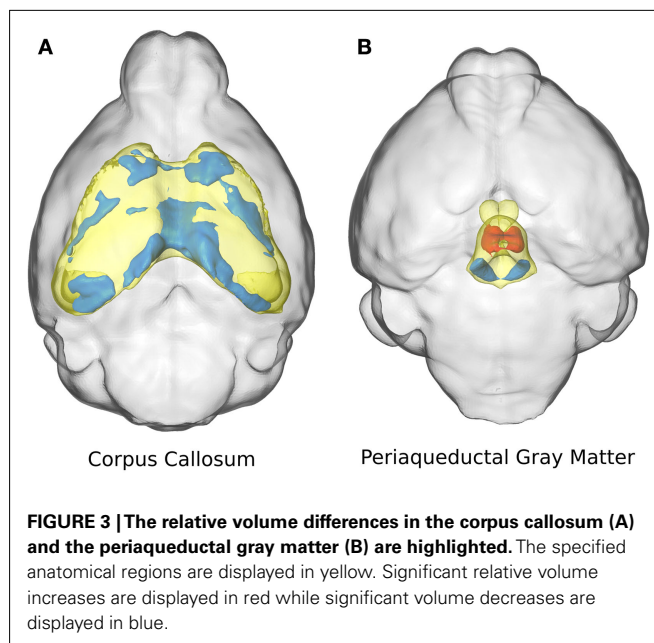 A
B
Corpus Callosum
Periaqueductal Gray Matter
FIGURE 3 | The relative volume differences in the corpus callosum (A)
and the periaqueductal gray matter (B) are highlighted. The specified
anatomical regions are displayed in yellow. Significant relative volume
increases are displayed in red while significant volume decreases are
displayed in blue.